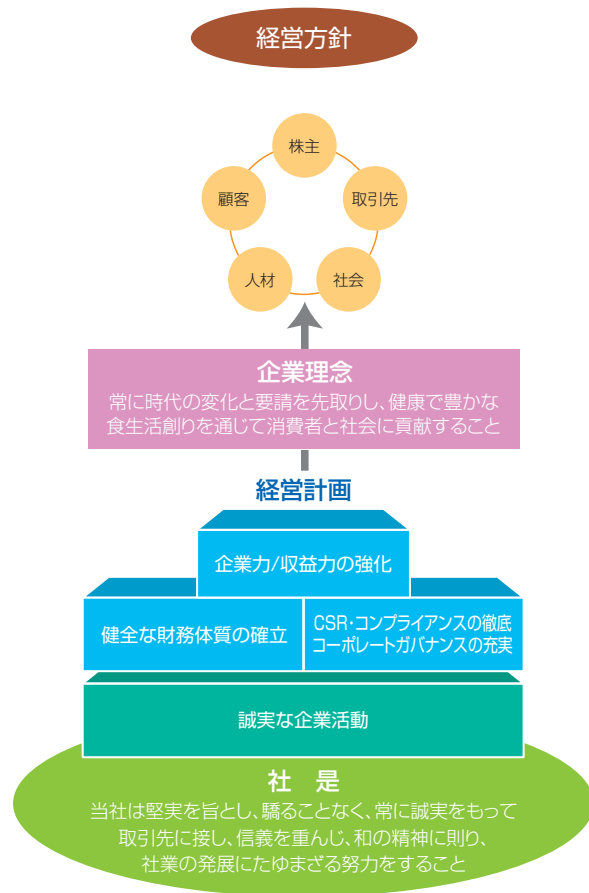 経営方針
株主
顧客
取引先
人材
社会
企業理念
常に時代の変化と要請を先取りし、健康で豊かな
食生活創りを通じて消費者と社会に貢献すること
経営計画
企業力/収益力の強化
健全な財務体質の確立
CSR・コンプライアンスの徹底
コーポレートガバナンスの充実
誠実な企業活動
社 是
当社は堅実を旨とし、驕ることなく、常に誠実をもって
取引先に接し、信義を重んじ、和の精神に則り、
社業の発展にたゆまざる努力をすること